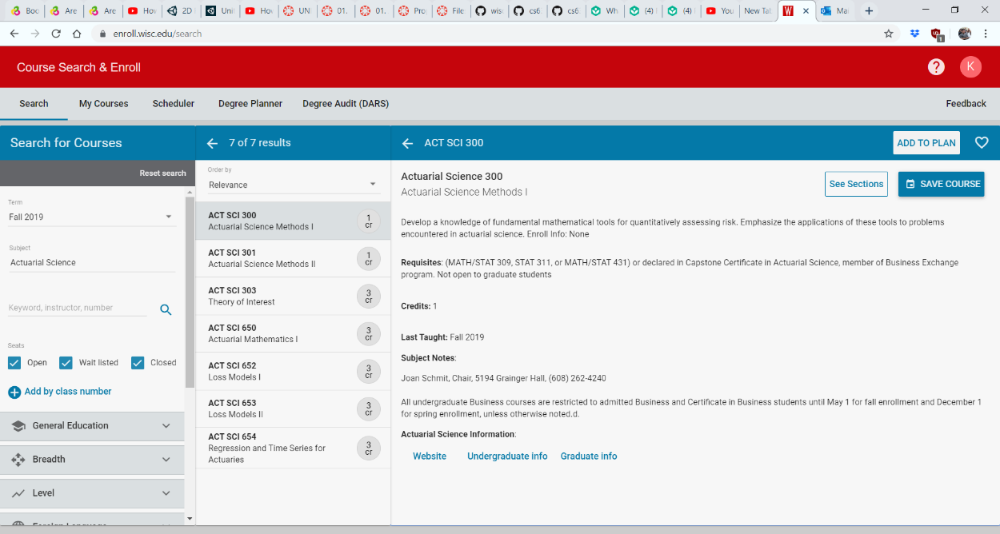 Boo
Are
Are
Hov
2D
Unit
Hov
UNI
01.
01.
Pro
File
wis
cs6
cs6
Wh
(4)
(4)
You
New Tab
Mai
enroll.wisc.edu/search
1
Course Search & Enroll
?
K
Search
My Courses
Scheduler
Degree Planner
Degree Audit (DARS)
Feedback
Search for Courses
Reset search
Term
Fall 2019
Subject
Actuarial Science
Keyword, instructor, number
Seats
Open
Wait listed
Closed
Add by class number
General Education
Breadth
Level
Foreign Language
7 of 7 results
Order by
Relevance
ACT SCI 300
Actuarial Science Methods I
1
cr
ACT SCI 301
Actuarial Science Methods II
1
cr
ACT SCI 303
Theory of Interest
3
cr
ACT SCI 650
Actuarial Mathematics I
3
cr
ACT SCI 652
Loss Models I
3
cr
ACT SCI 653
Loss Models II
3
cr
ACT SCI 654
Regression and Time Series for
Actuaries
3
cr
ACT SCI 300
ADD TO PLAN
Actuarial Science 300
Actuarial Science Methods I
See Sections
SAVE COURSE
Develop a knowledge of fundamental mathematical tools for quantitatively assessing risk. Emphasize the applications of these tools to problems
encountered in actuarial science. Enroll Info: None
Requisites: (MATH/STAT 309, STAT 311, or MATH/STAT 431) or declared in Capstone Certificate in Actuarial Science, member of Business Exchange
program. Not open to graduate students
Credits: 1
Last Taught: Fall 2019
Subject Notes:
Joan Schmit, Chair, 5194 Grainger Hall, (608) 262-4240
All undergraduate Business courses are restricted to admitted Business and Certificate in Business students until May 1 for fall enrollment and December 1
for spring enrollment, unless otherwise noted.d.
Actuarial Science Information:
Website
Undergraduate info
Graduate info